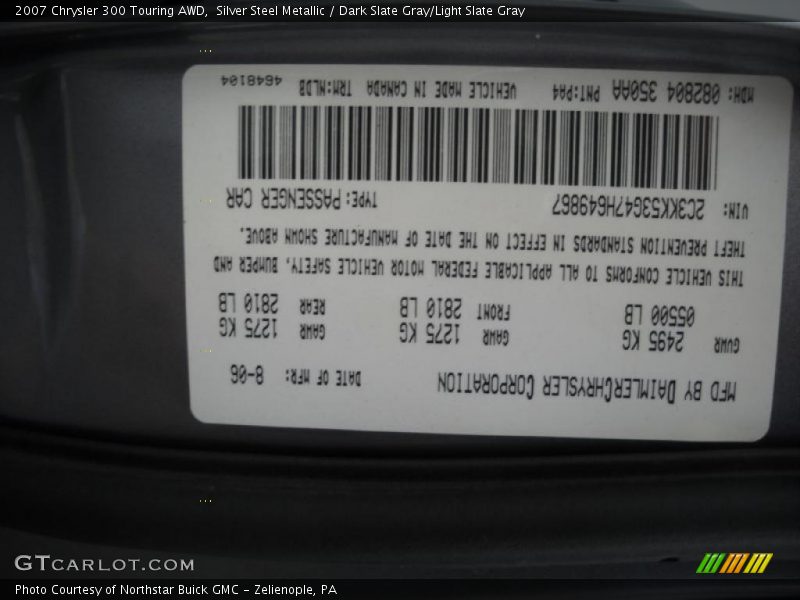 2007 Chrysler 300 Touring AWD, Silver Steel Metallic / Dark Slate Gray/Light Slate Gray
MFD BY DAIMLERCHRYSLER CORPORATION DATE OF MFR: 8-06
GVWR 2495 KG GAWR 1275 KG GAWR 1275 KG
05500 LB FRONT 2810 LB REAR 2810 LB
THIS VEHICLE CONFORMS TO ALL APPLICABLE FEDERAL MOTOR VEHICLE SAFETY, BUMPER AND
THEFT PREVENTION STANDARDS IN EFFECT ON THE DATE OF MANUFACTURE SHOWN ABOVE.
VIN: 2C3KK53G47H649867 TYPE: PASSENGER CAR
MDH: 082804 350AA PNT:PA4 VEHICLE MADE IN CANADA TRM:NLDB 4648104
GTCARLOT.COM
Photo Courtesy of Northstar Buick GMC - Zelienople, PA